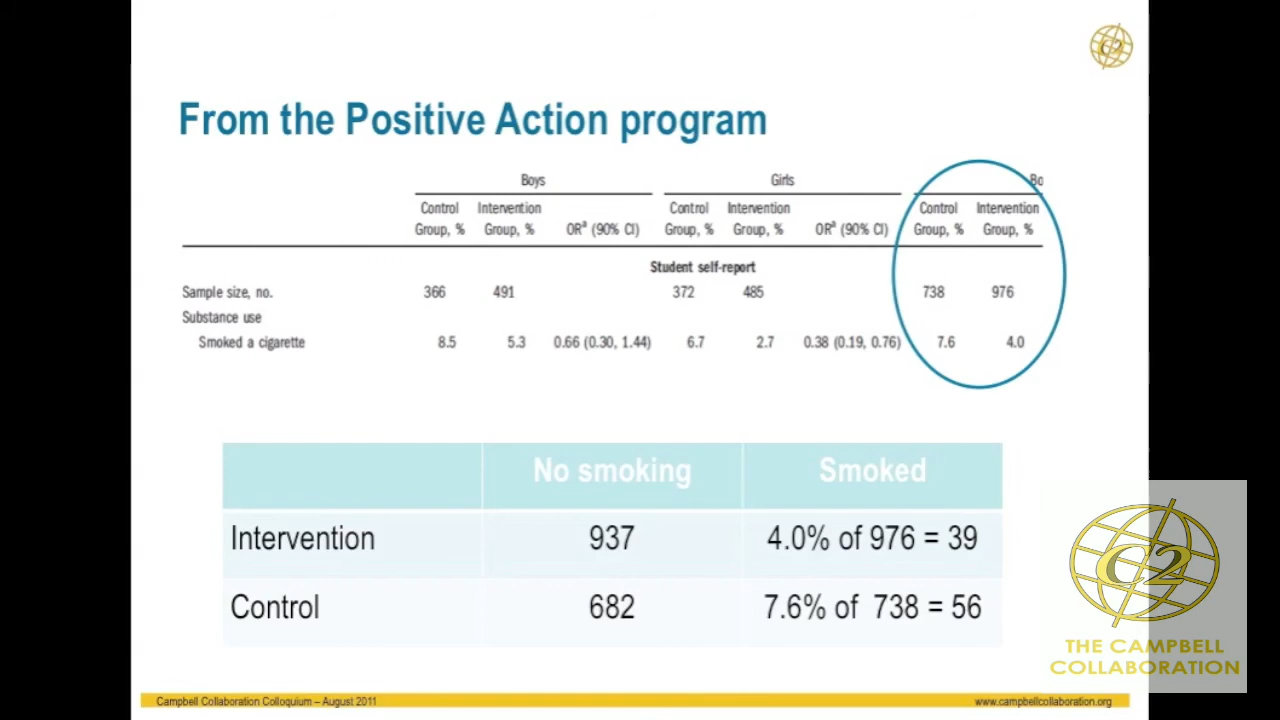 C2
From the Positive Action program
Boys Girls Bo
Control Intervention Control Intervention Control Intervention
Group, % Group, % ORᵃ (90% CI) Group, % Group, % ORᵃ (90% CI) Group, % Group, %
Student self-report
Sample size, no. 366 491 372 485 738 976
Substance use
Smoked a cigarette 8.5 5.3 0.66 (0.30, 1.44) 6.7 2.7 0.38 (0.19, 0.76) 7.6 4.0
No smoking Smoked
Intervention 937 4.0% of 976 = 39
Control 682 7.6% of 738 = 56
C2
THE CAMPBELL
COLLABORATION
Campbell Collaboration Colloquium – August 2011 www.campbellcollaboration.org